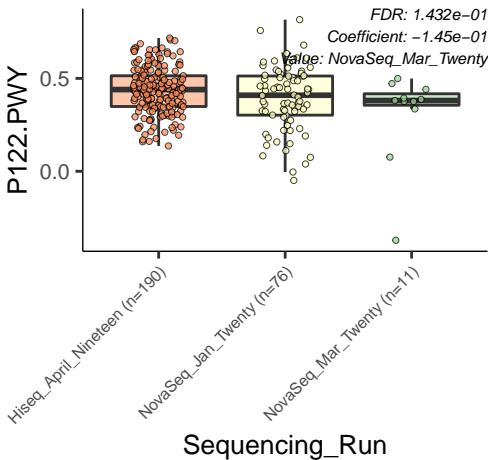 FDR: 1.432e−01
Coefficient: −1.45e−01
Value: NovaSeq_Mar_Twenty
P122.PWY
0.5
0.0
Hiseq_April_Nineteen (n=190)
NovaSeq_Jan_Twenty (n=76)
NovaSeq_Mar_Twenty (n=11)
Sequencing_Run